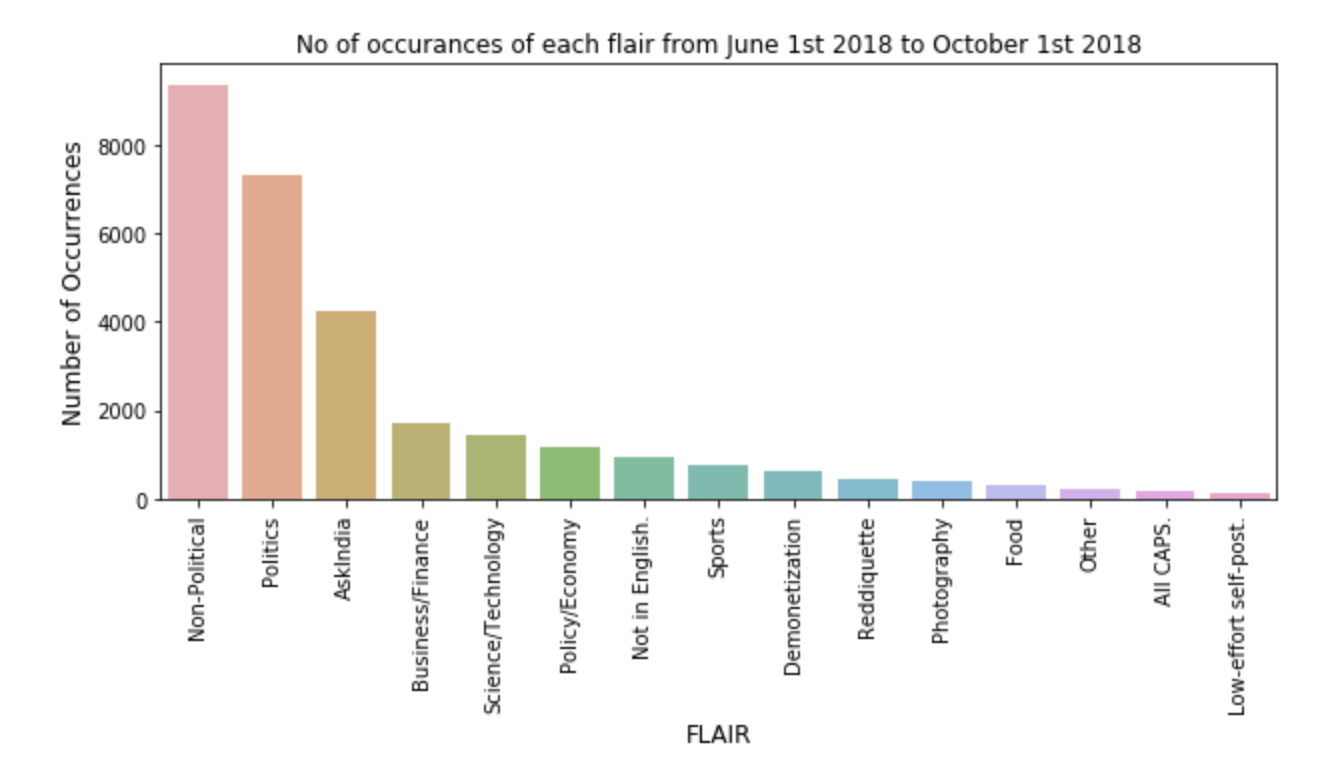 No of occurances of each flair from June 1st 2018 to October 1st 2018
Number of Occurrences
8000
6000
4000
2000
0
Non-Political
Politics
AskIndia
Business/Finance
Science/Technology
Policy/Economy
Not in English.
Sports
Demonetization
Reddiquette
Photography
Food
Other
All CAPS.
Low-effort self-post.
FLAIR